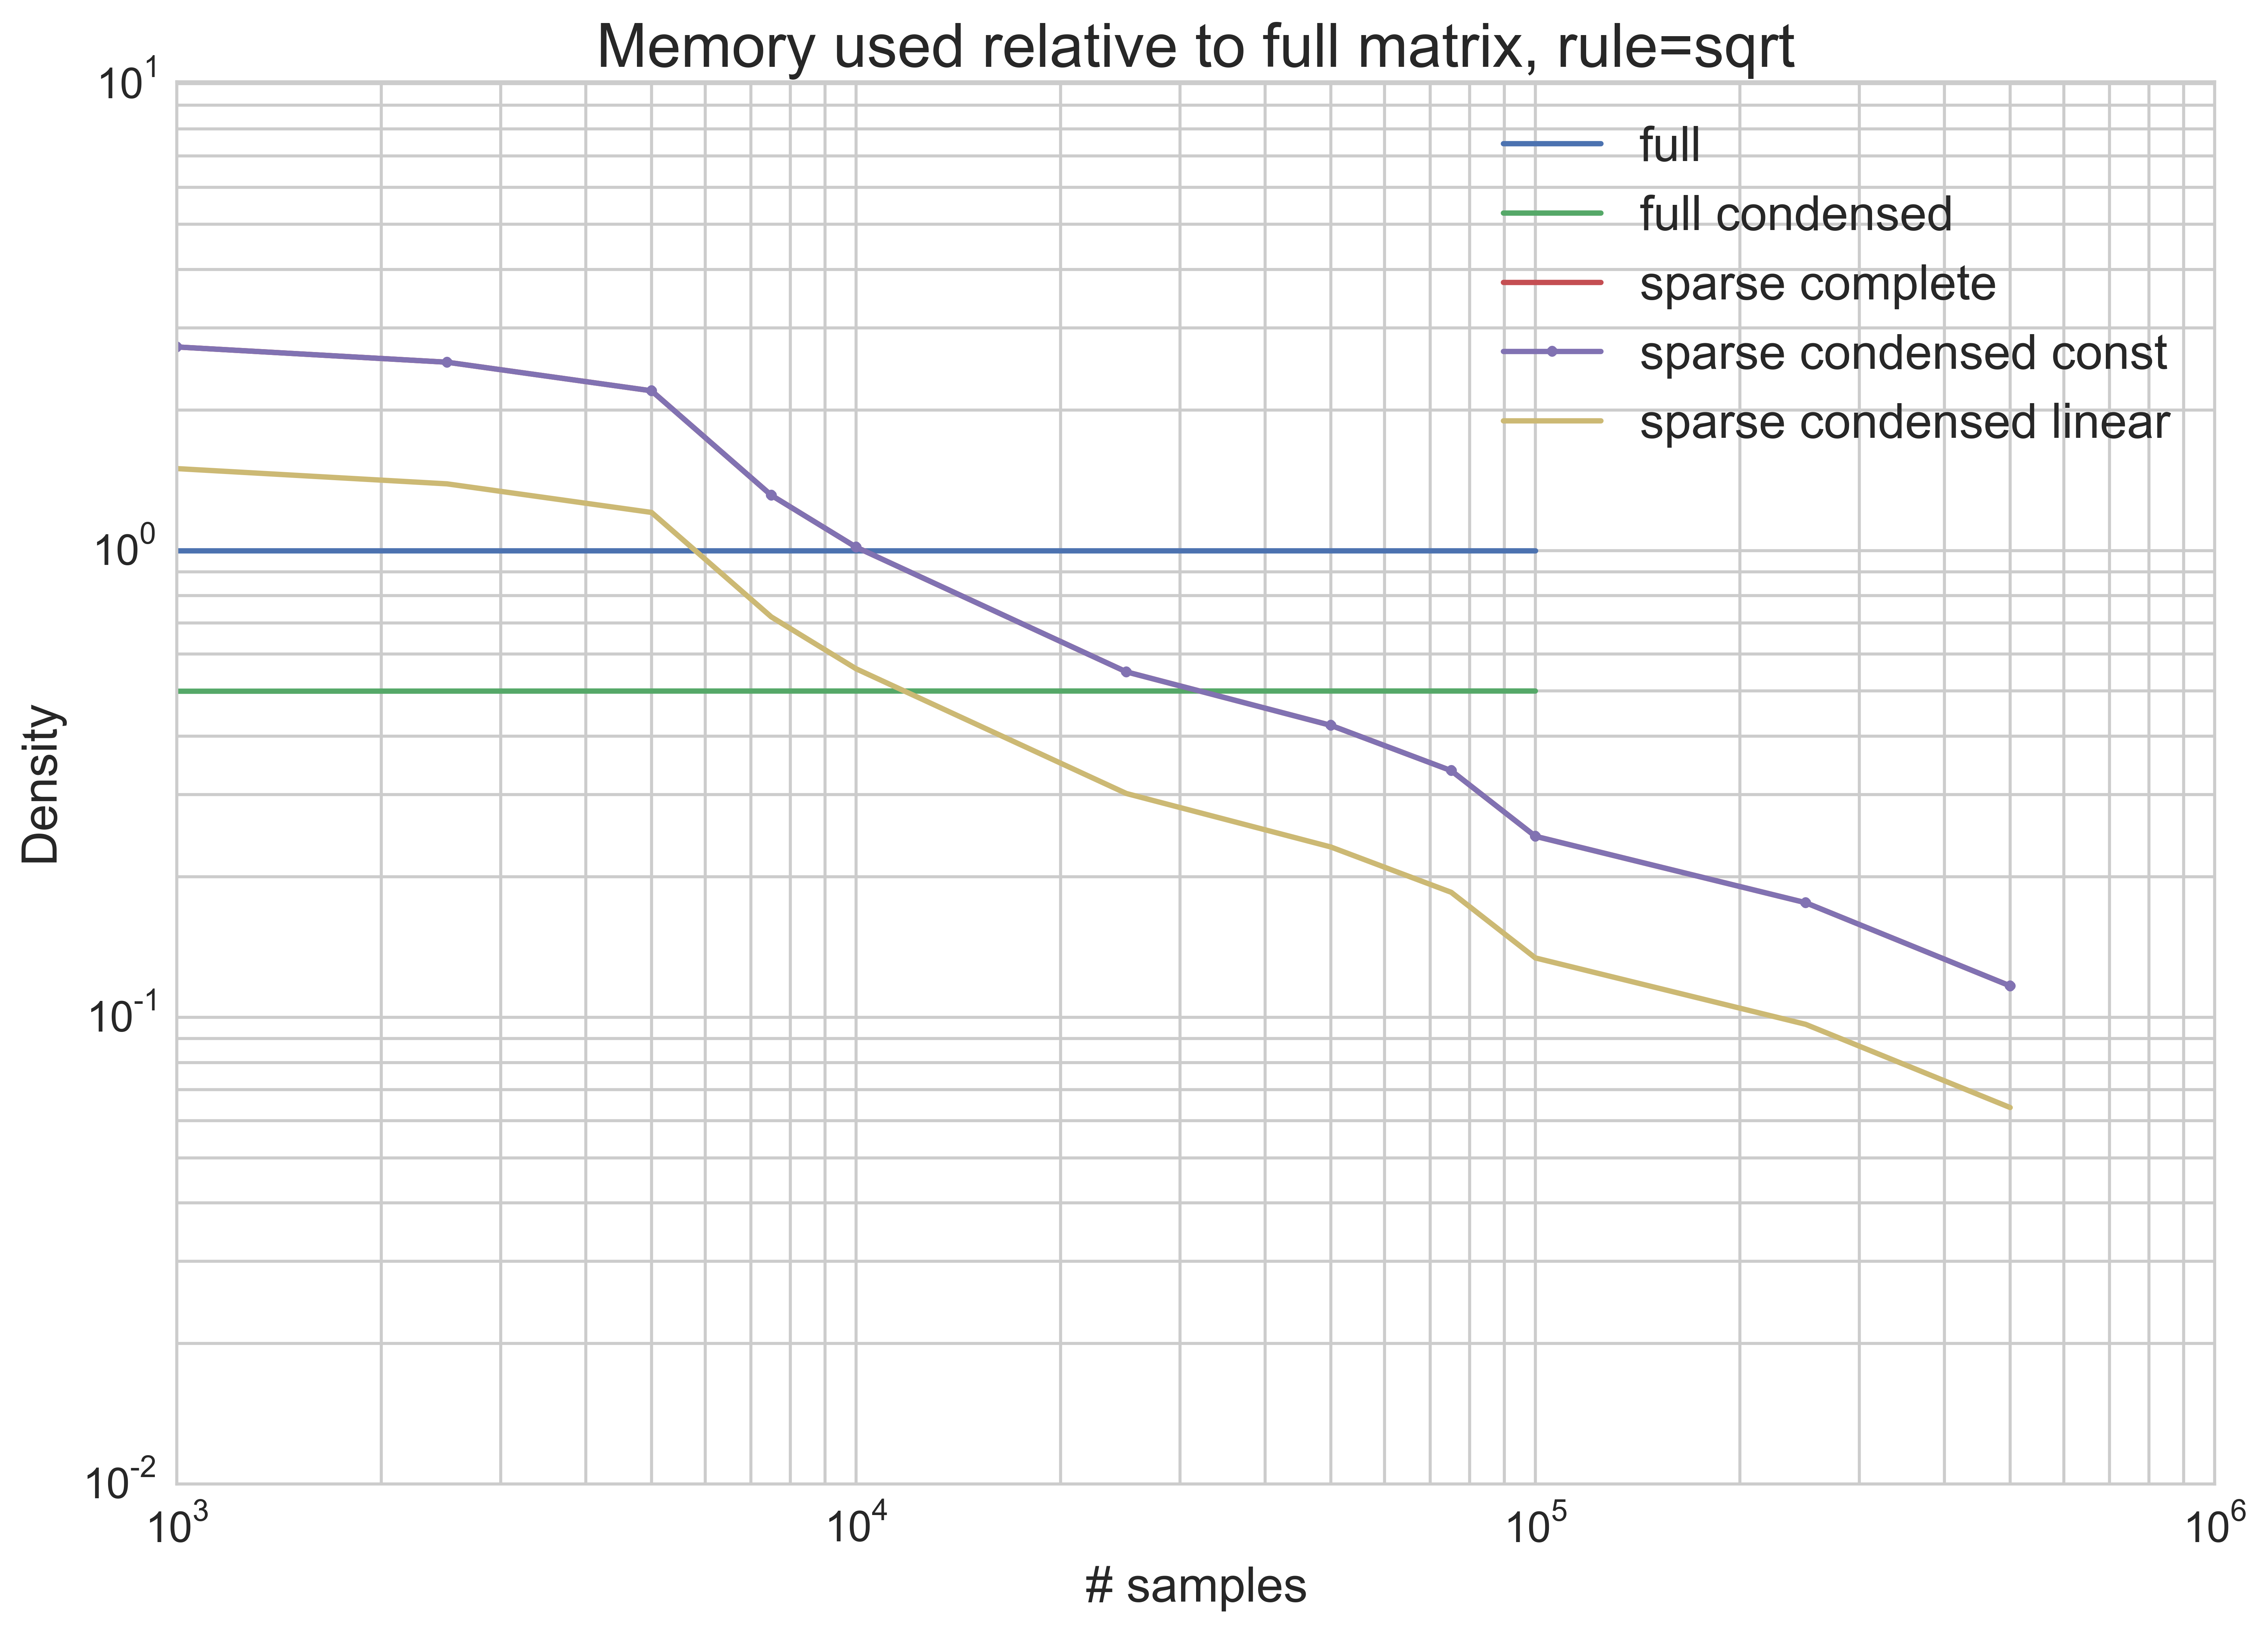 Memory used relative to full matrix, rule=sqrt
10^1
full
full condensed
sparse complete
sparse condensed const
sparse condensed linear
10^0
Density
10^-1
10^-2
10^3 10^4 10^5 10^6
# samples